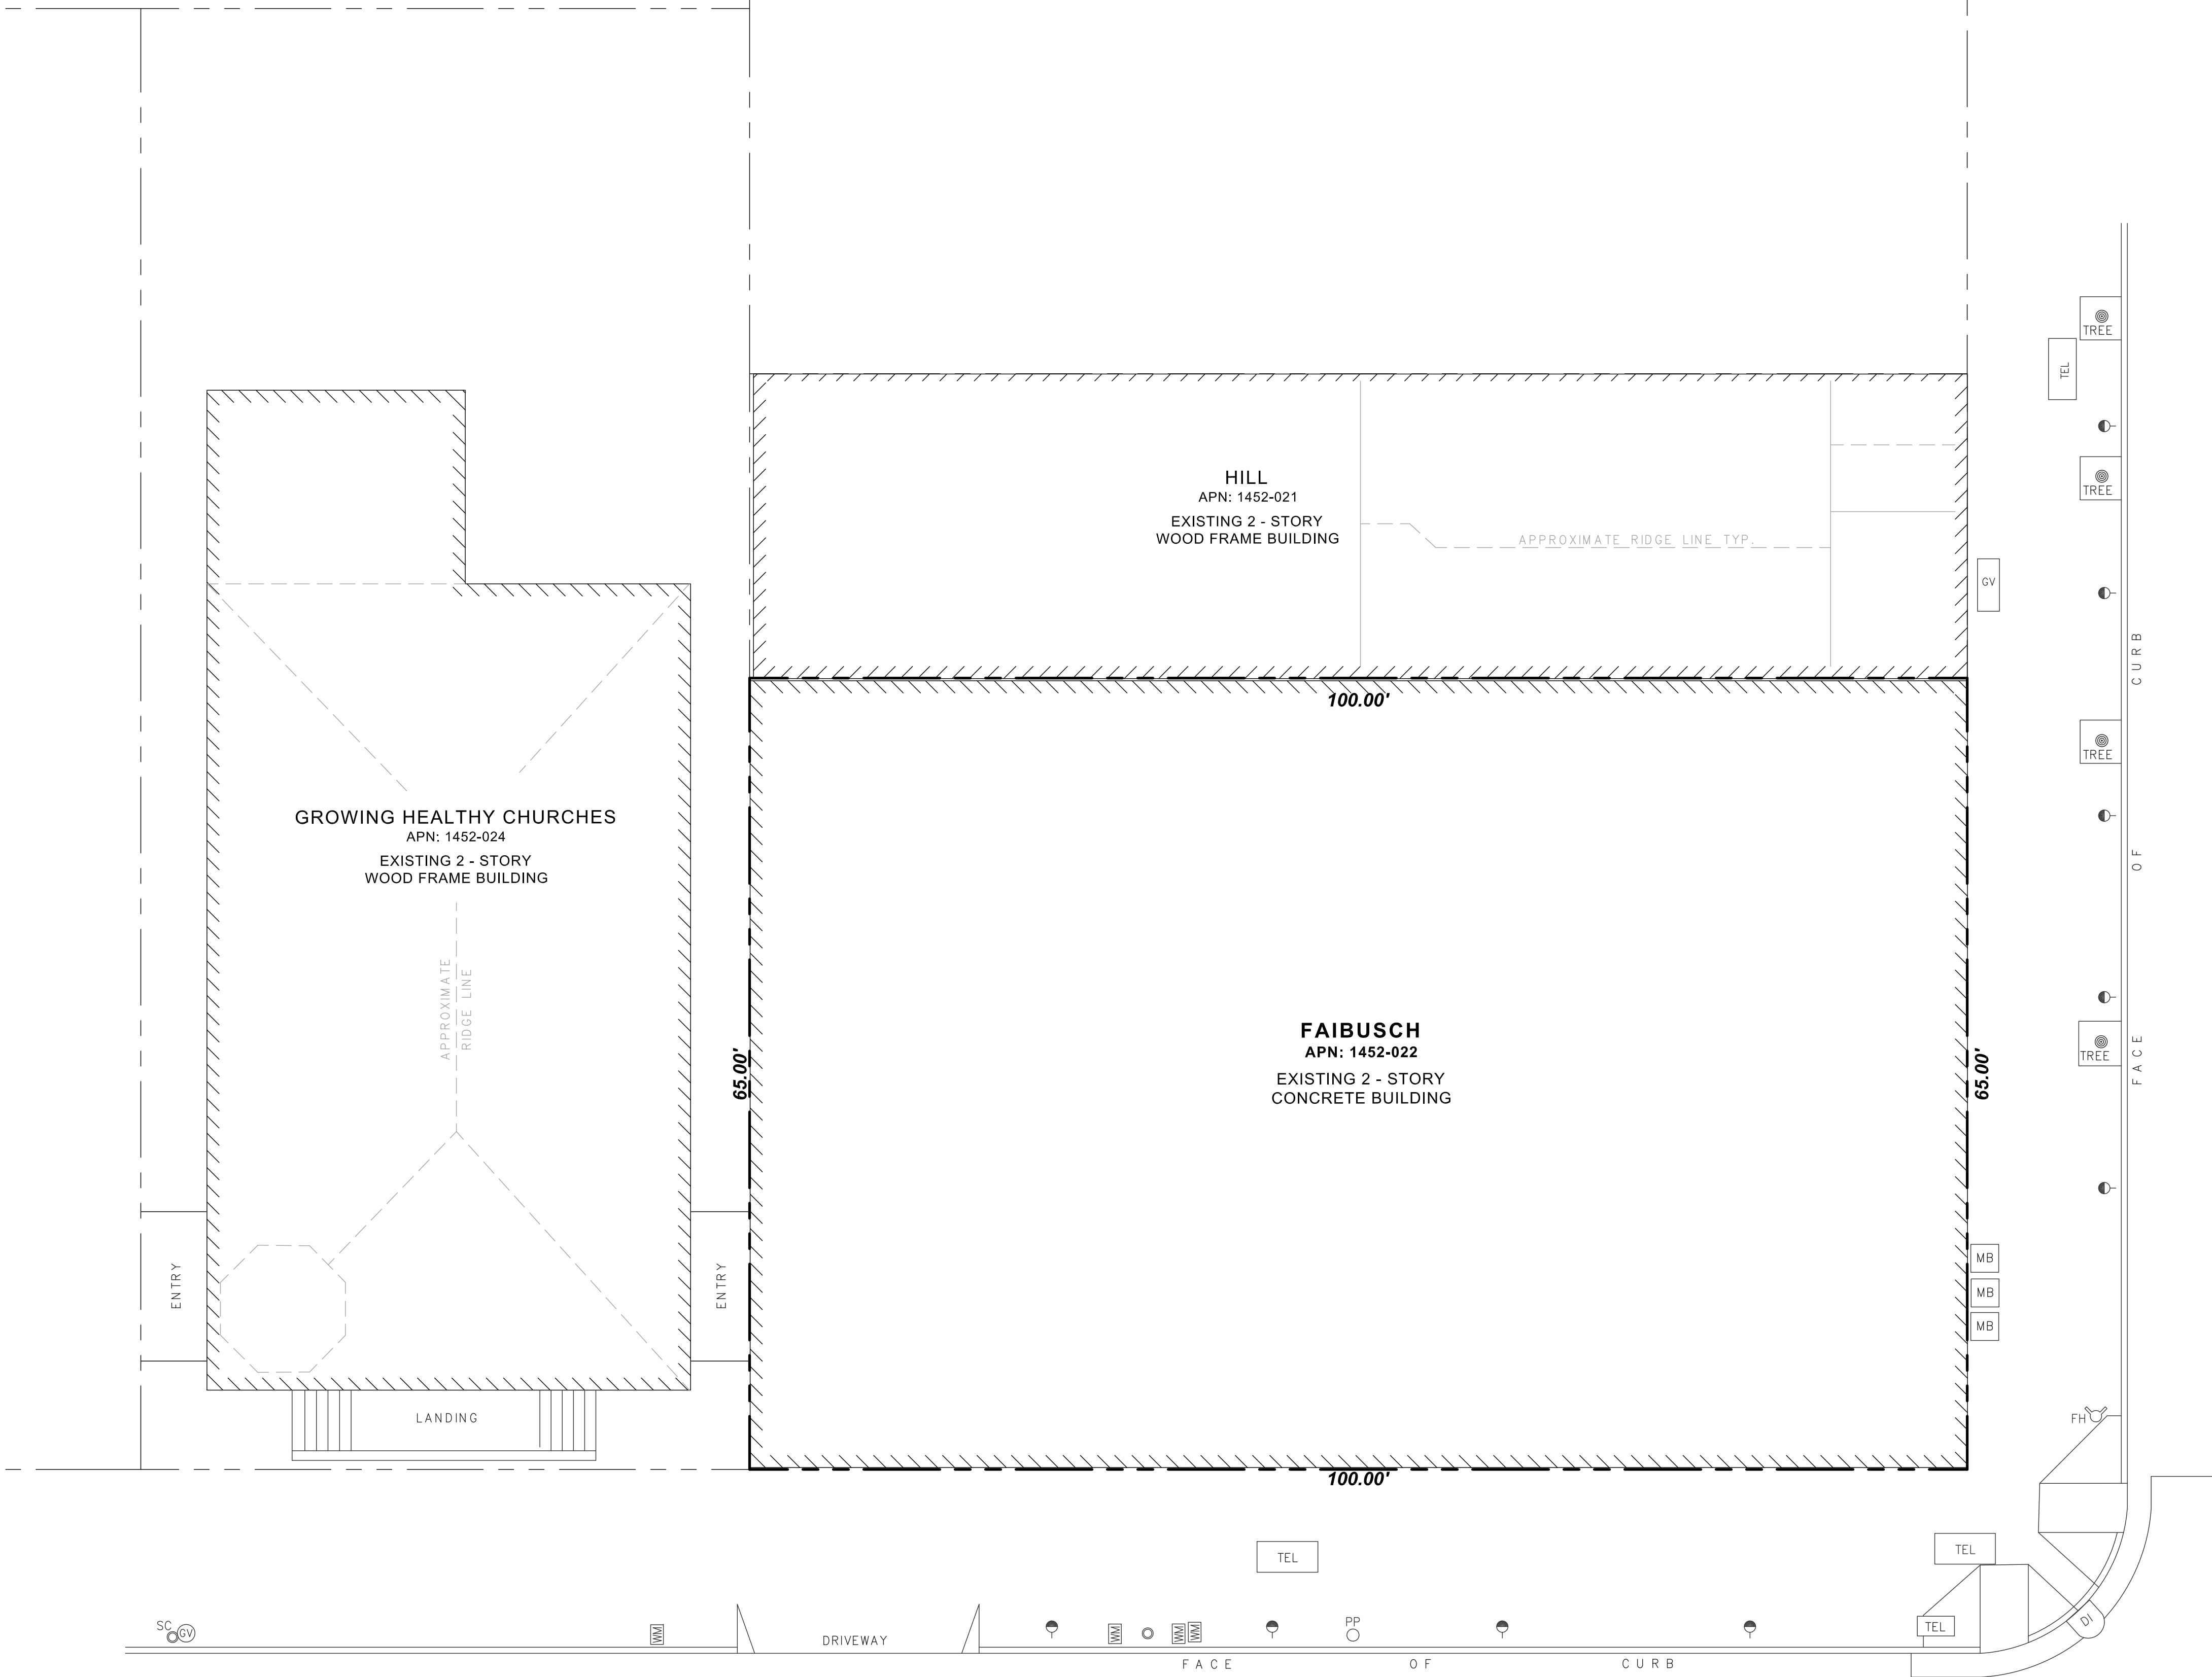 TREE
TEL
TREE
HILL
APN: 1452-021
EXISTING 2 - STORY
WOOD FRAME BUILDING
APPROXIMATE RIDGE LINE TYP.
GV
100.00'
TREE
GROWING HEALTHY CHURCHES
APN: 1452-024
EXISTING 2 - STORY
WOOD FRAME BUILDING
APPROXIMATE
RIDGE LINE
65.00'
FAIBUSCH
APN: 1452-022
EXISTING 2 - STORY
CONCRETE BUILDING
65.00'
TREE
FACE OF CURB
ENTRY
ENTRY
MB
MB
MB
LANDING
FH
100.00'
TEL
TEL
SC
GV
WM
DRIVEWAY
WM
WM
WM
PP
TEL
DI
FACE OF CURB